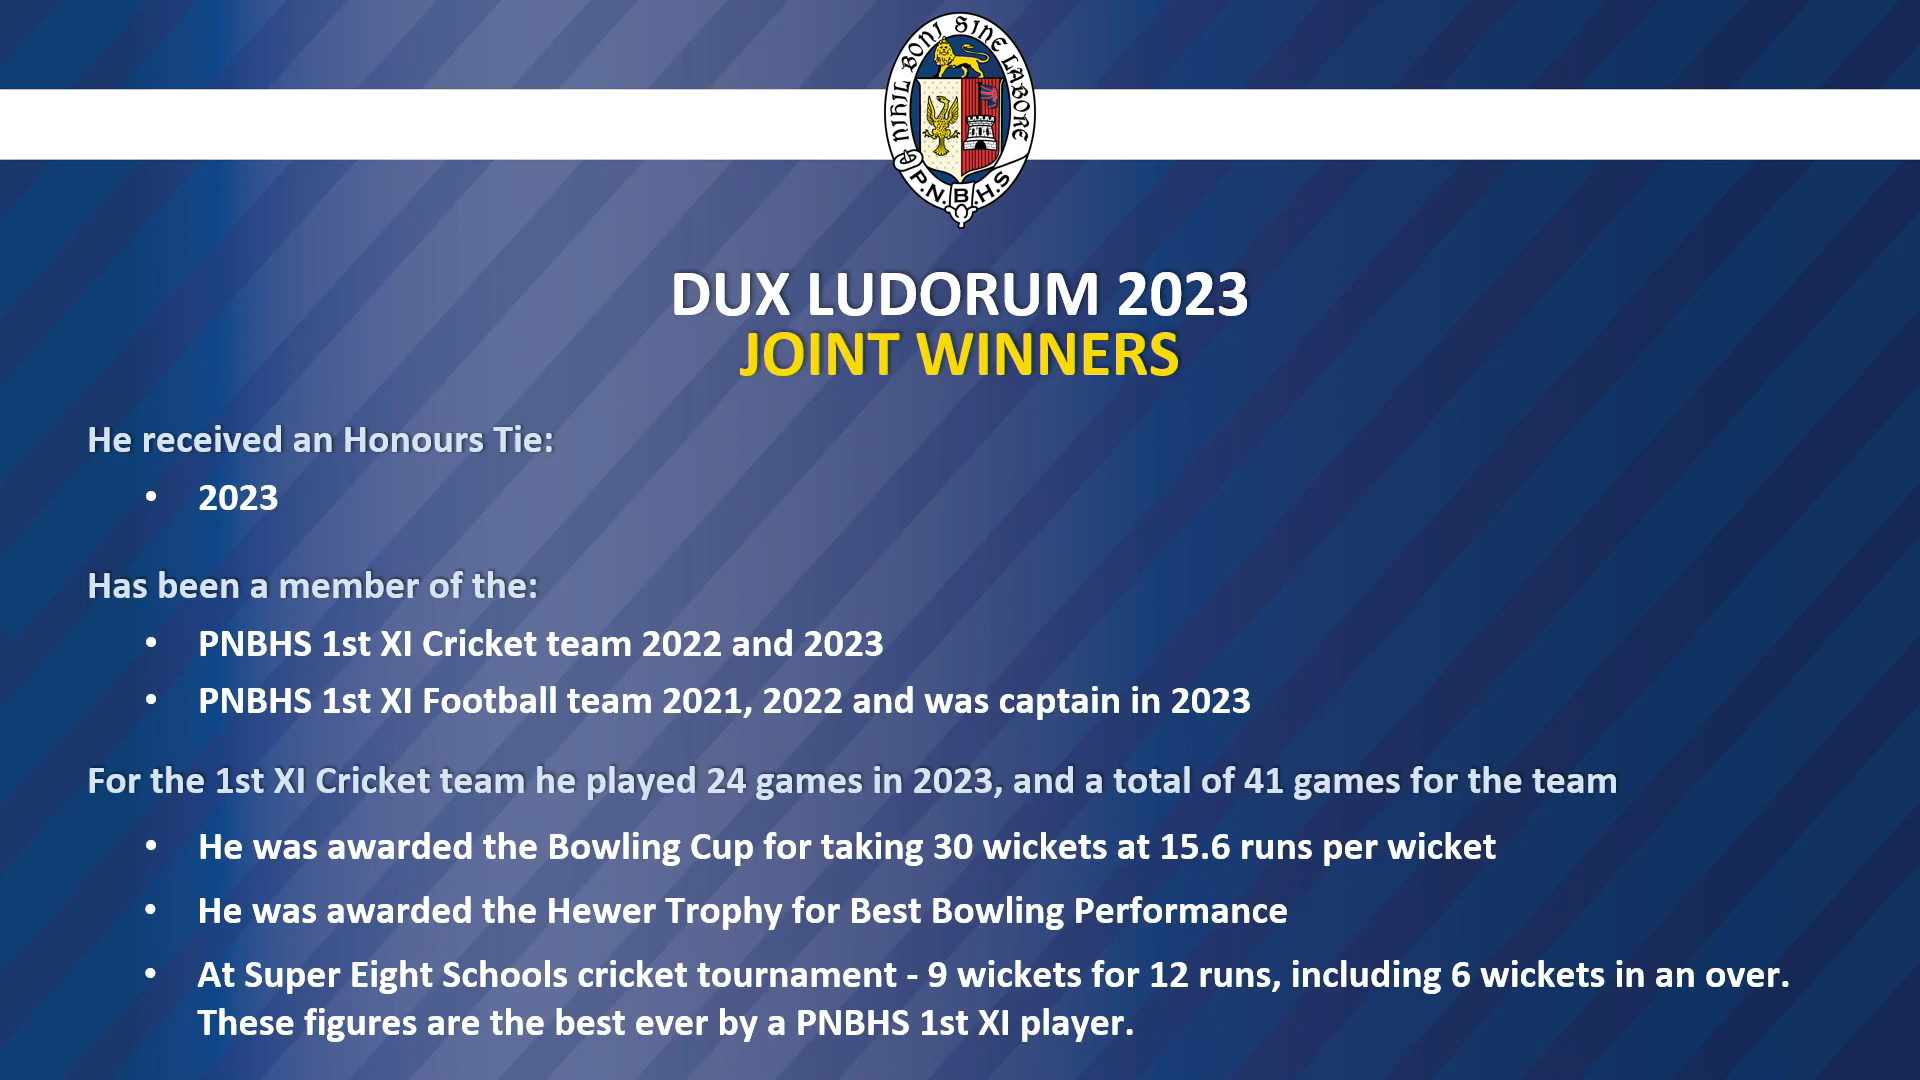 NIHIL BONI SINE LABORE
P.N.B.H.S
DUX LUDORUM 2023
JOINT WINNERS
He received an Honours Tie:
• 2023
Has been a member of the:
• PNBHS 1st XI Cricket team 2022 and 2023
• PNBHS 1st XI Football team 2021, 2022 and was captain in 2023
For the 1st XI Cricket team he played 24 games in 2023, and a total of 41 games for the team
• He was awarded the Bowling Cup for taking 30 wickets at 15.6 runs per wicket
• He was awarded the Hewer Trophy for Best Bowling Performance
• At Super Eight Schools cricket tournament - 9 wickets for 12 runs, including 6 wickets in an over.
These figures are the best ever by a PNBHS 1st XI player.